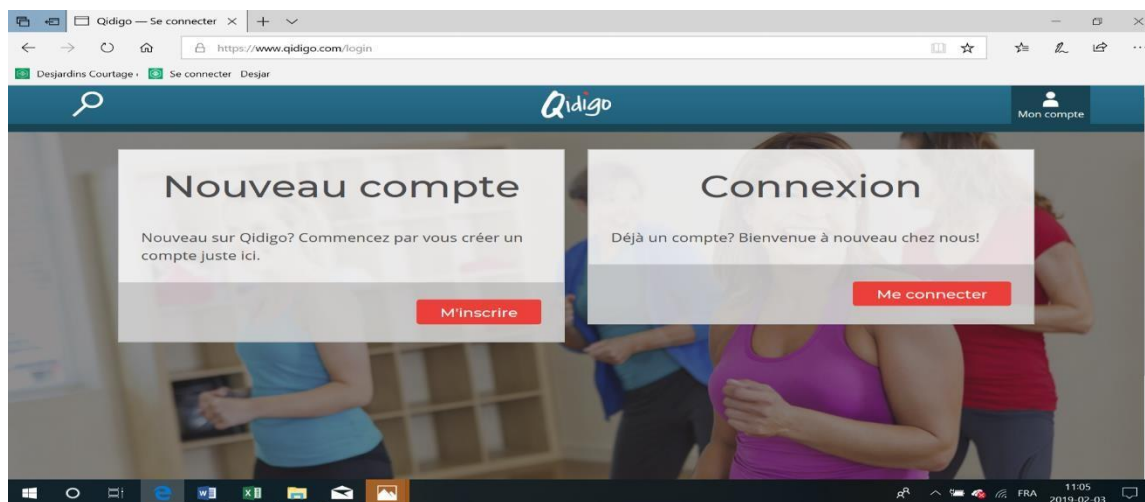 Qidigo — Se connecter
https://www.qidigo.com/login
Desjardins Courtage
Se connecter Desjar
Qidigo
Mon compte
Nouveau compte
Nouveau sur Qidigo? Commencez par vous créer un
compte juste ici.
M'inscrire
Connexion
Déjà un compte? Bienvenue à nouveau chez nous!
Me connecter
FRA
11:05
2019-02-03